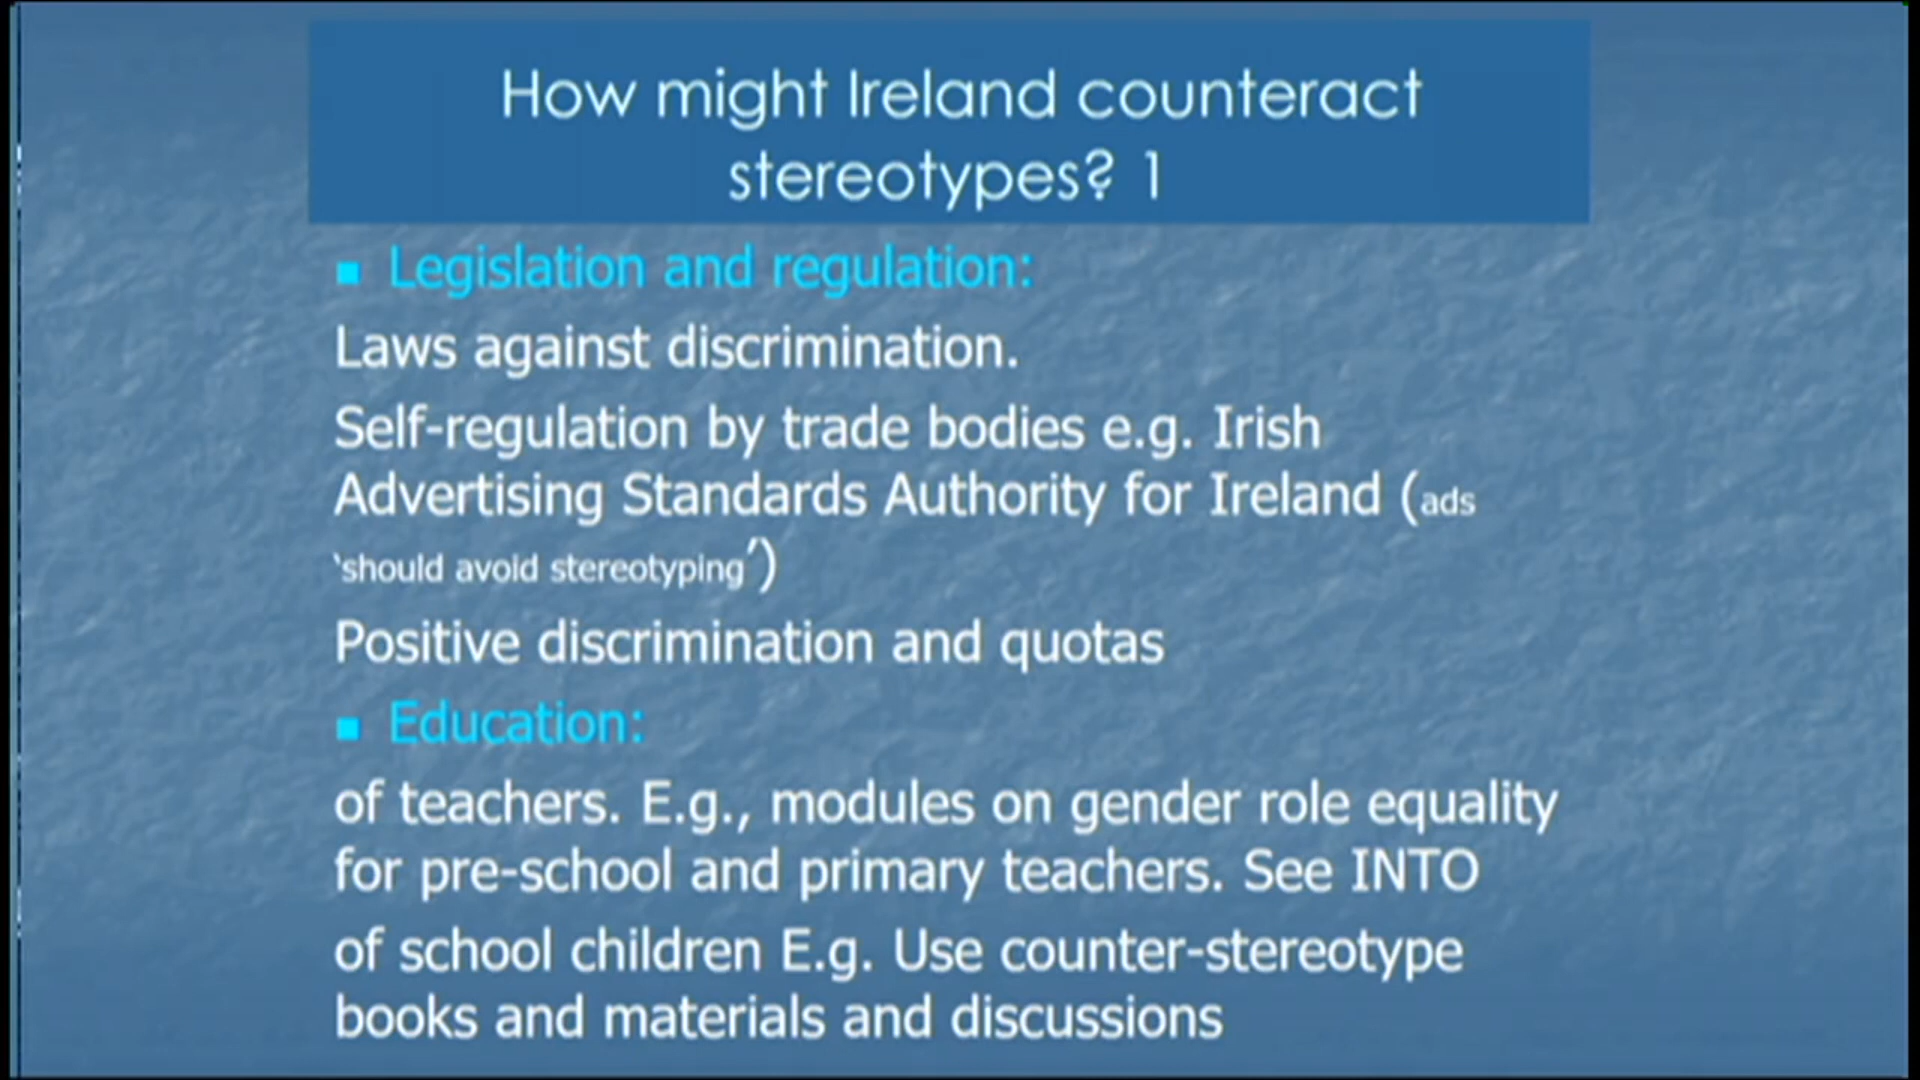 How might Ireland counteract
stereotypes? 1
▪ Legislation and regulation:
Laws against discrimination.
Self-regulation by trade bodies e.g. Irish
Advertising Standards Authority for Ireland (ads
‘should avoid stereotyping’)
Positive discrimination and quotas
▪ Education:
of teachers. E.g., modules on gender role equality
for pre-school and primary teachers. See INTO
of school children E.g. Use counter-stereotype
books and materials and discussions